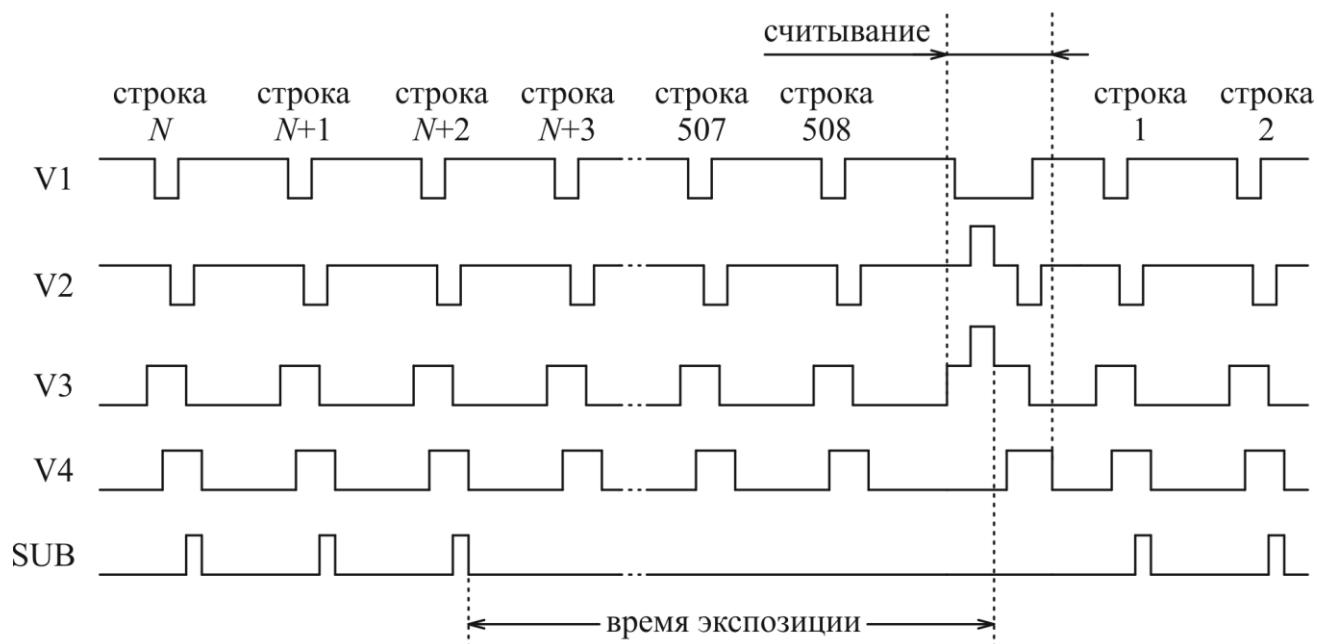 считывание
строка строка строка строка строка строка строка строка
N N+1 N+2 N+3 507 508 1 2
V1
V2
V3
V4
SUB
время экспозиции